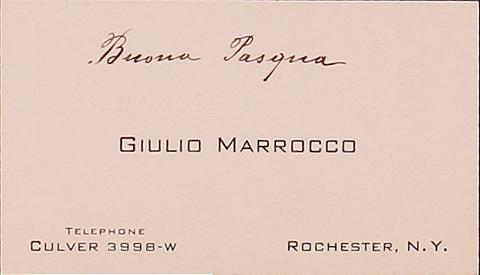 Buona Pasqua
GIULIO MARROCCO
TELEPHONE
CULVER 3998-W
ROCHESTER, N.Y.